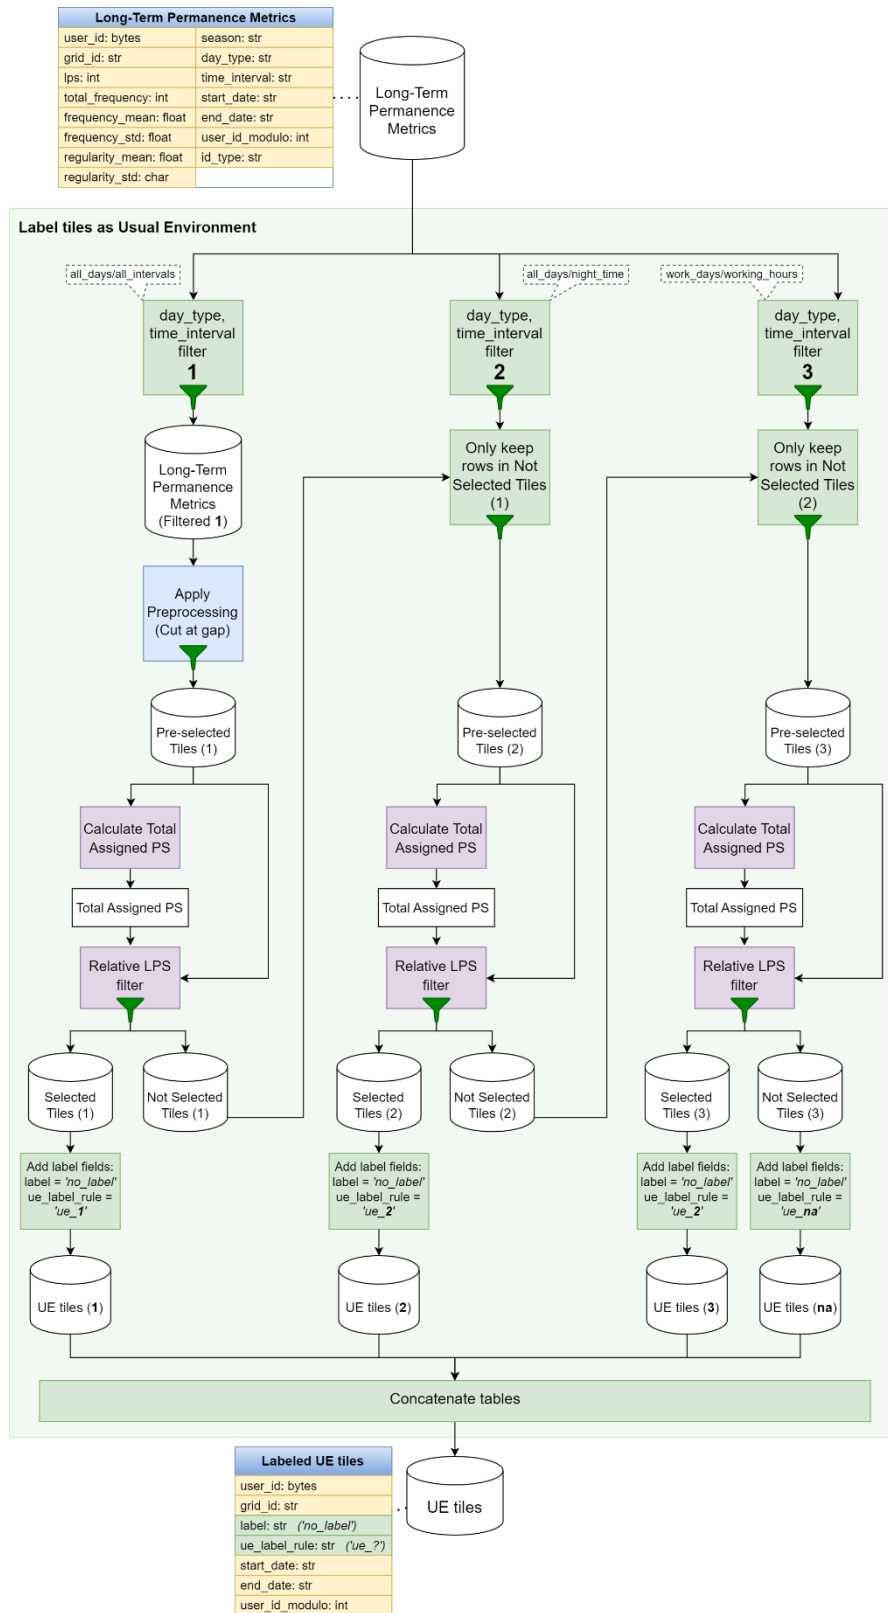 Long-Term Permanence Metrics
user_id: bytes
season: str
grid_id: str
day_type: str
lps: int
time_interval: str
total_frequency: int
start_date: str
frequency_mean: float
end_date: str
frequency_std: float
user_id_modulo: int
regularity_mean: float
id_type: str
regularity_std: char
Long-Term
Permanence
Metrics
Label tiles as Usual Environment
all_days/all_intervals
all_days/night_time
work_days/working_hours
day_type,
time_interval
filter
1
day_type,
time_interval
filter
2
day_type,
time_interval
filter
3
Long-Term
Permanence
Metrics
(Filtered 1)
Only keep
rows in Not
Selected Tiles
(1)
Only keep
rows in Not
Selected Tiles
(2)
Apply
Preprocessing
(Cut at gap)
Pre-selected
Tiles (1)
Pre-selected
Tiles (2)
Pre-selected
Tiles (3)
Calculate Total
Assigned PS
Calculate Total
Assigned PS
Calculate Total
Assigned PS
Total Assigned PS
Total Assigned PS
Total Assigned PS
Relative LPS
filter
Relative LPS
filter
Relative LPS
filter
Selected
Tiles (1)
Not Selected
Tiles (1)
Selected
Tiles (2)
Not Selected
Tiles (2)
Selected
Tiles (3)
Not Selected
Tiles (3)
Add label fields:
label = 'no_label'
ue_label_rule =
'ue_1'
Add label fields:
label = 'no_label'
ue_label_rule =
'ue_2'
Add label fields:
label = 'no_label'
ue_label_rule =
'ue_2'
Add label fields:
label = 'no_label'
ue_label_rule =
'ue_na'
UE tiles (1)
UE tiles (2)
UE tiles (3)
UE tiles (na)
Concatenate tables
Labeled UE tiles
user_id: bytes
grid_id: str
label: str ('no_label')
ue_label_rule: str ('ue_?')
start_date: str
end_date: str
user_id_modulo: int
UE tiles